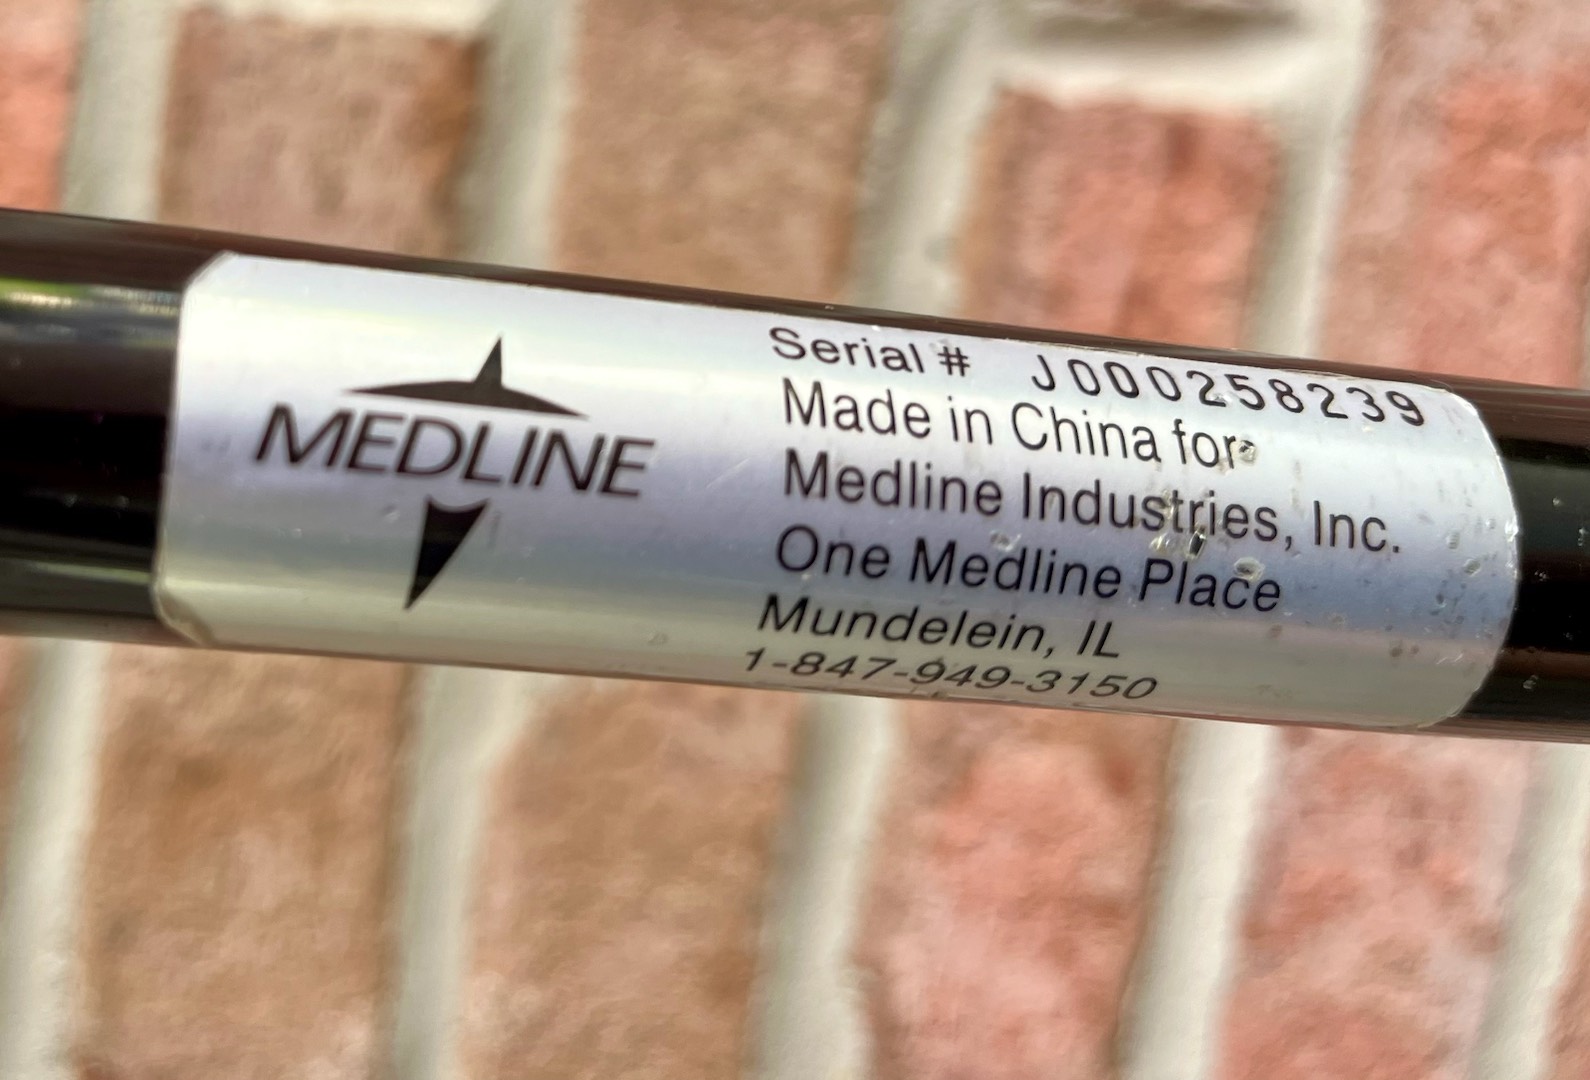 MEDLINE
Serial # J000258239
Made in China for
Medline Industries, Inc.
One Medline Place
Mundelein, IL
1-847-949-3150